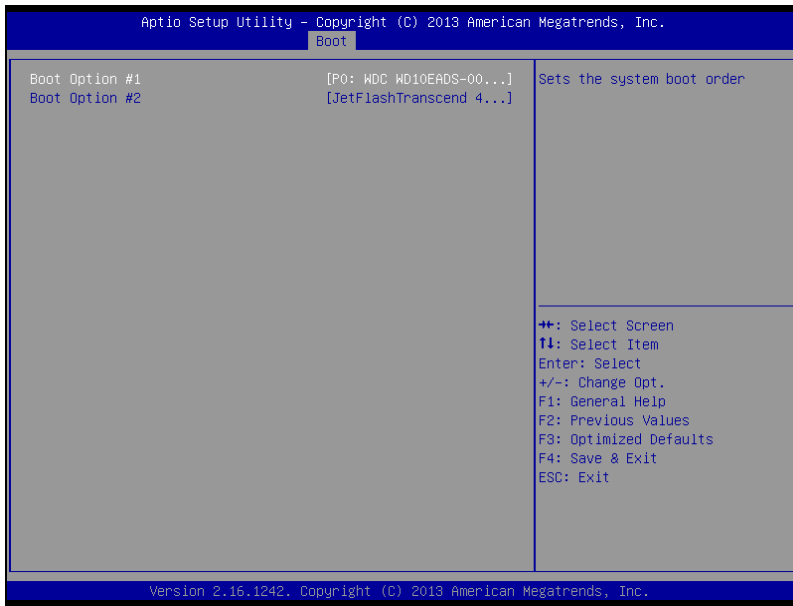 Aptio Setup Utility – Copyright (C) 2013 American Megatrends, Inc.
Boot
Boot Option #1 [P0: WDC WD10EADS-00...]
Boot Option #2 [JetFlashTranscend 4...]
Sets the system boot order
→←: Select Screen
↑↓: Select Item
Enter: Select
+/-: Change Opt.
F1: General Help
F2: Previous Values
F3: Optimized Defaults
F4: Save & Exit
ESC: Exit
Version 2.16.1242. Copyright (C) 2013 American Megatrends, Inc.